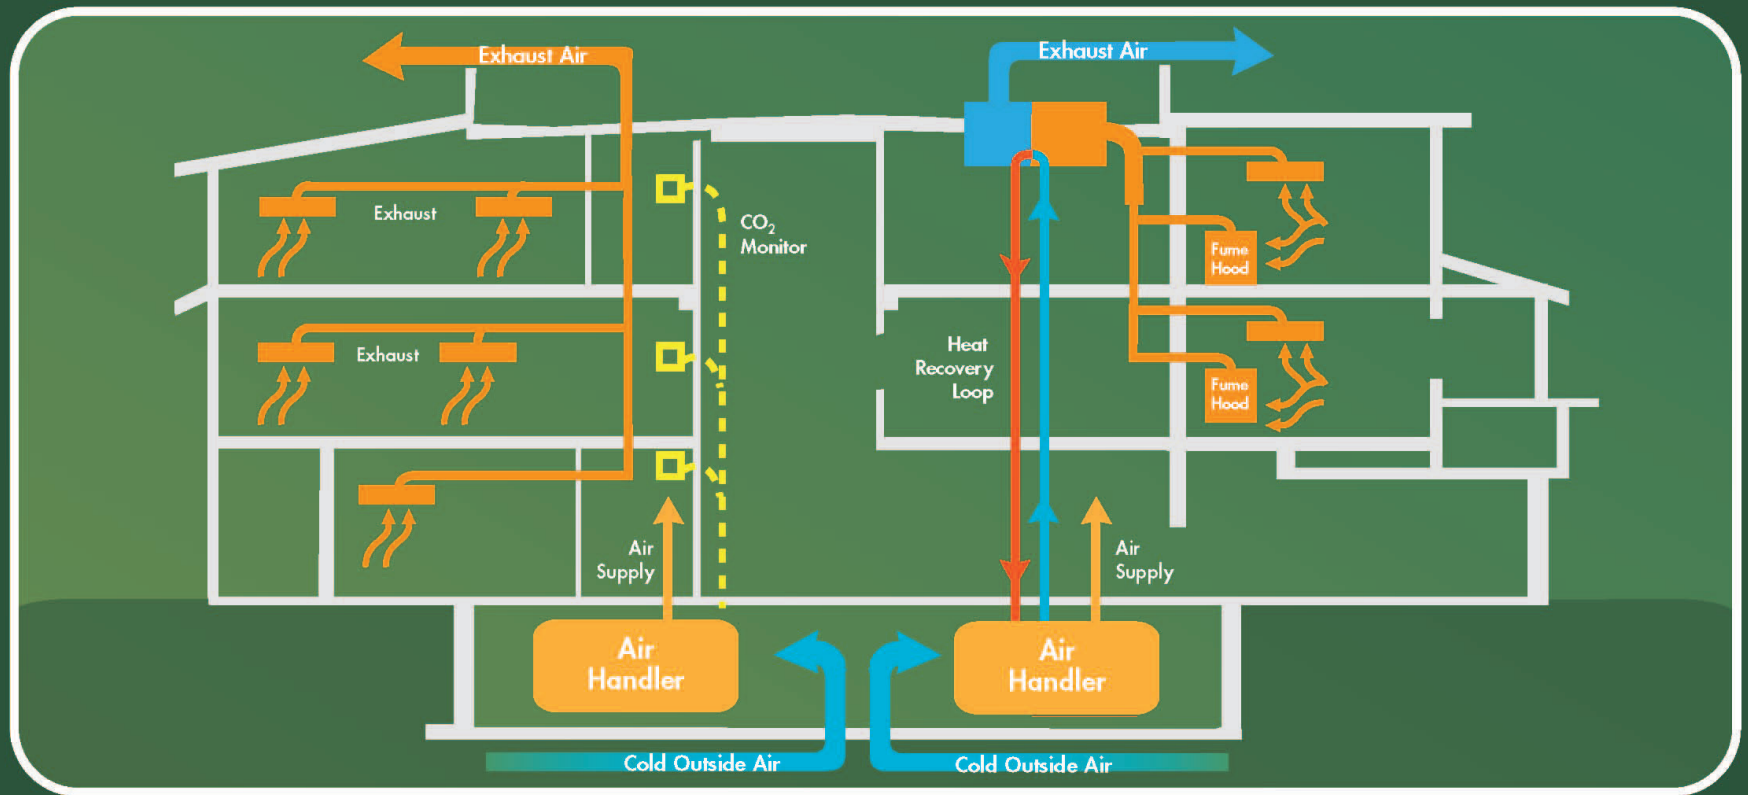 Exhaust Air
Exhaust Air
Exhaust
CO₂
Monitor
Fume
Hood
Exhaust
Heat
Recovery
Loop
Fume
Hood
Air
Supply
Air
Supply
Air
Handler
Air
Handler
Cold Outside Air
Cold Outside Air